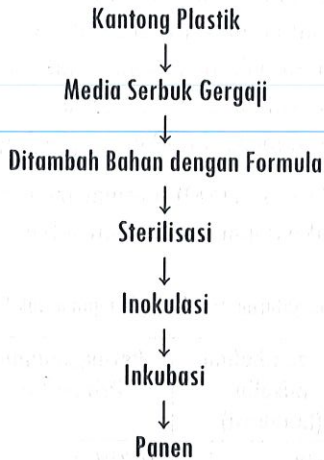 Kantong Plastik
↓
Media Serbuk Gergaji
↓
Ditambah Bahan dengan Formula
↓
Sterilisasi
↓
Inokulasi
↓
Inkubasi
↓
Panen